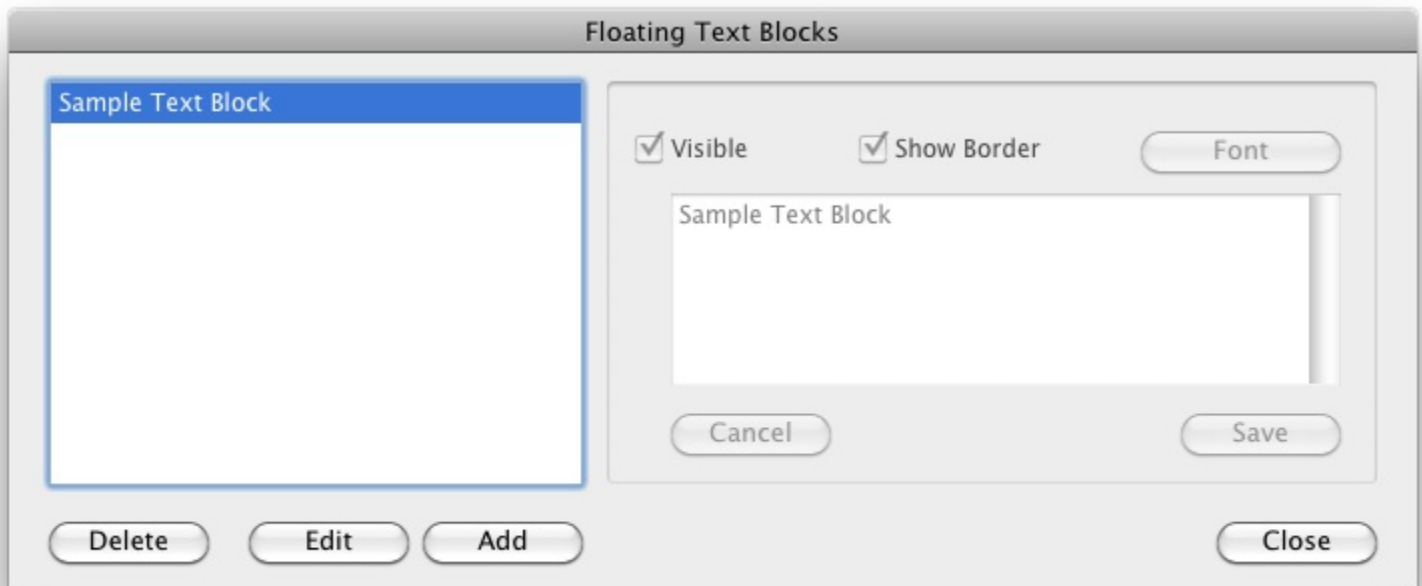 Floating Text Blocks
Sample Text Block
Visible
Show Border
Font
Sample Text Block
Cancel
Save
Delete
Edit
Add
Close